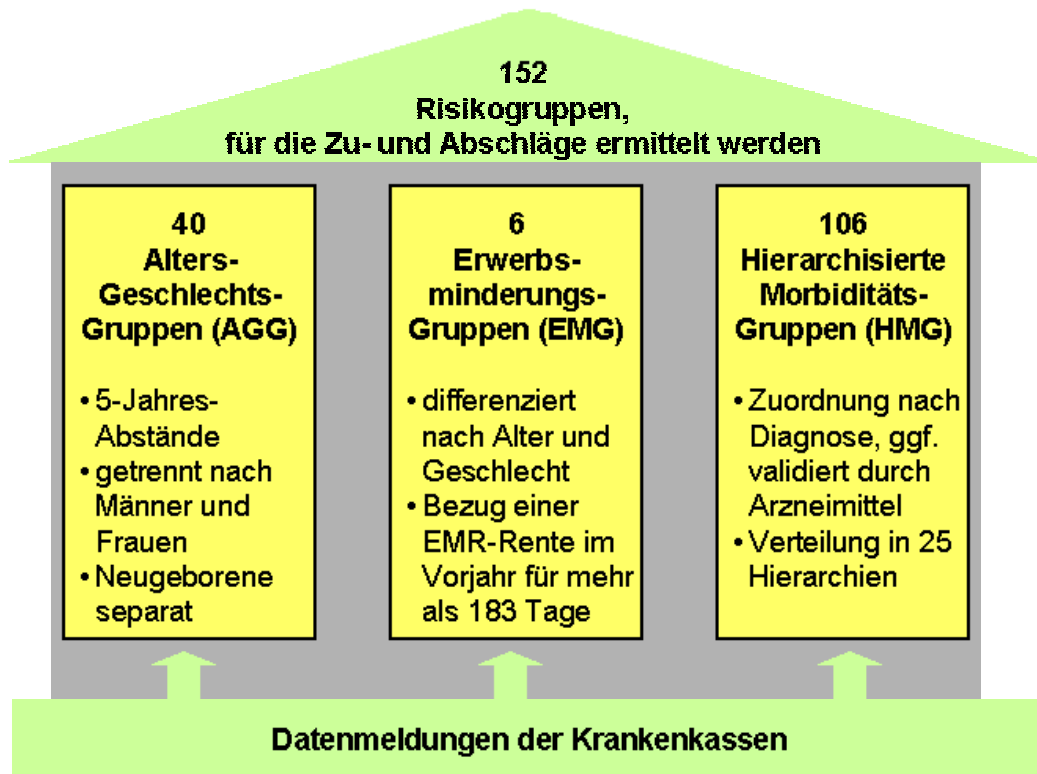 152
Risikogruppen,
für die Zu- und Abschläge ermittelt werden
40
Alters-
Geschlechts-
Gruppen (AGG)
• 5-Jahres-
Abstände
• getrennt nach
Männer und
Frauen
• Neugeborene
separat
6
Erwerbs-
minderungs-
Gruppen (EMG)
• differenziert
nach Alter und
Geschlecht
• Bezug einer
EMR-Rente im
Vorjahr für mehr
als 183 Tage
106
Hierarchisierte
Morbiditäts-
Gruppen (HMG)
• Zuordnung nach
Diagnose, ggf.
validiert durch
Arzneimittel
• Verteilung in 25
Hierarchien
Datenmeldungen der Krankenkassen